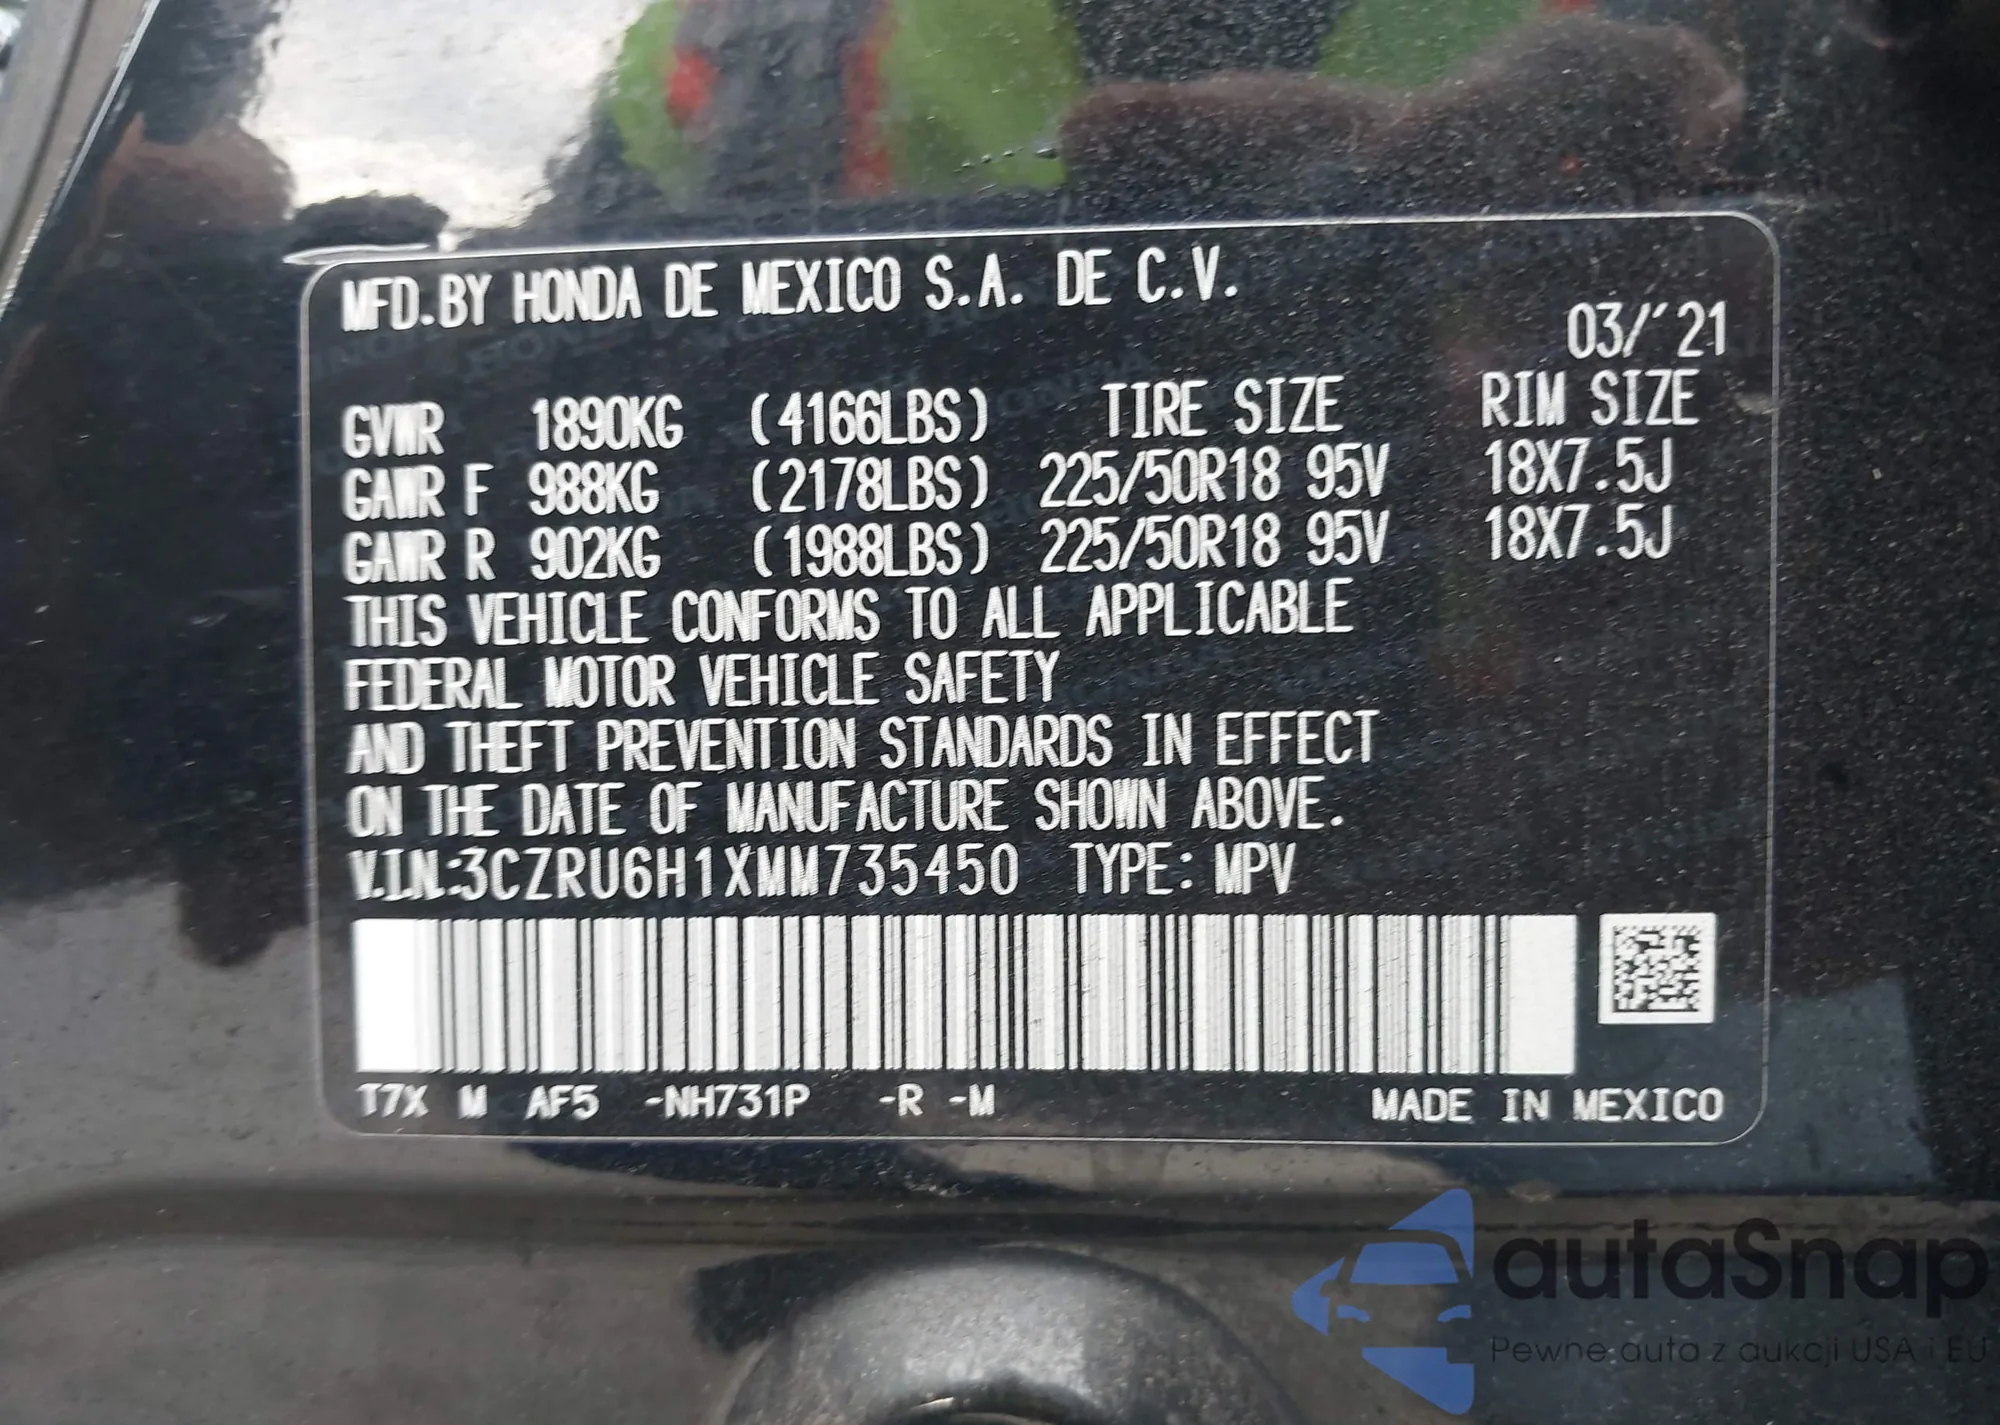 MFD.BY HONDA DE MEXICO S.A. DE C.V.
03/'21
GVWR 1890KG (4166LBS) TIRE SIZE RIM SIZE
GAWR F 988KG (2178LBS) 225/50R18 95V 18X7.5J
GAWR R 902KG (1988LBS) 225/50R18 95V 18X7.5J
THIS VEHICLE CONFORMS TO ALL APPLICABLE
FEDERAL MOTOR VEHICLE SAFETY
AND THEFT PREVENTION STANDARDS IN EFFECT
ON THE DATE OF MANUFACTURE SHOWN ABOVE.
V.I.N.:3CZRU6H1XMM735450 TYPE: MPV
T7X M AF5 -NH731P -R -M MADE IN MEXICO
autaSnap
Pewne auta z aukcji USA i EU